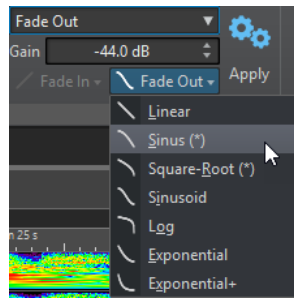 Fade Out
Gain -44.0 dB
Fade In Fade Out Apply
Linear
Sinus (*)
Square-Root (*)
Sinusoid
Log
n 25 s
Exponential
Exponential+